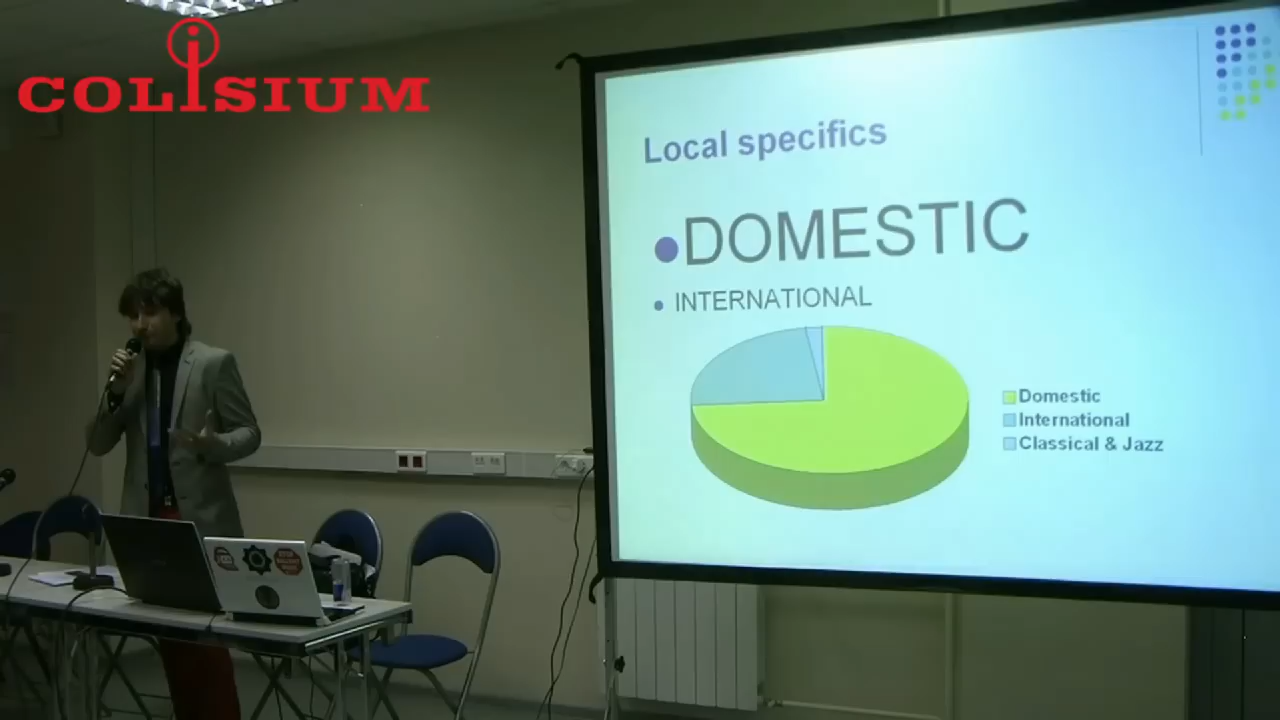 COLISIUM
Local specifics
DOMESTIC
INTERNATIONAL
Domestic
International
Classical & Jazz